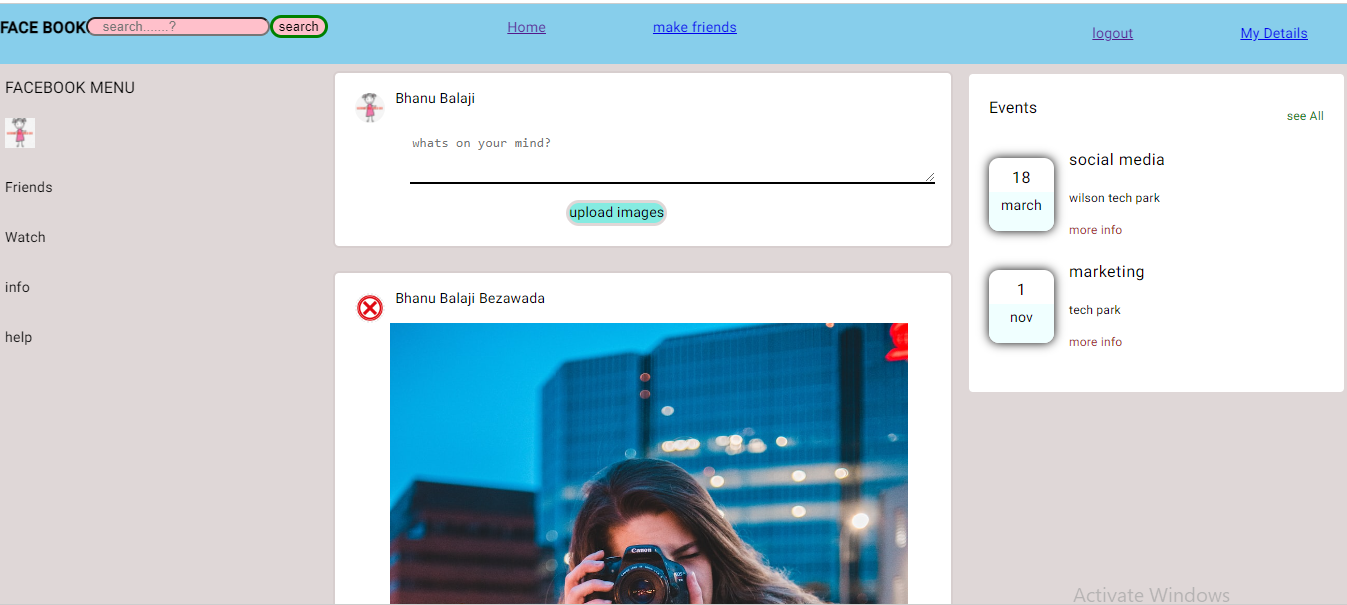 FACE BOOK search.......? search Home make friends logout My Details
FACEBOOK MENU
Friends
Watch
info
help
Bhanu Balaji
whats on your mind?
upload images
Bhanu Balaji Bezawada
Canon
Events
see All
18
march
social media
wilson tech park
more info
1
nov
marketing
tech park
more info
Activate Windows